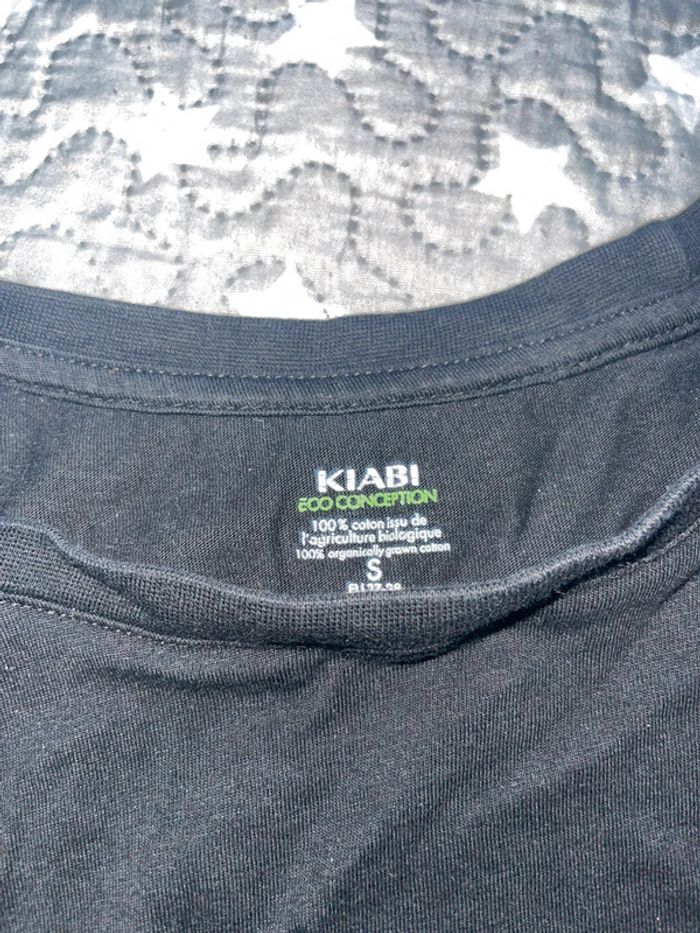 KIABI
ECO CONCEPTION
100% coton issu de
l'agriculture biologique
100% organically grown cotton
S